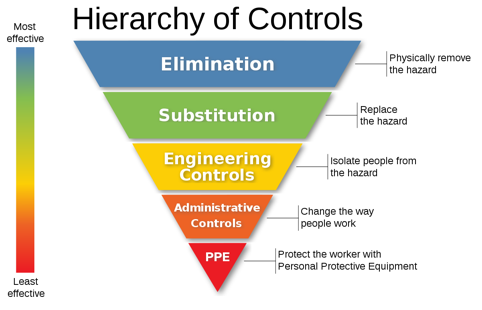 Hierarchy of Controls
Most
effective
Elimination
Physically remove
the hazard
Substitution
Replace
the hazard
Engineering
Controls
Isolate people from
the hazard
Administrative
Controls
Change the way
people work
PPE
Protect the worker with
Personal Protective Equipment
Least
effective